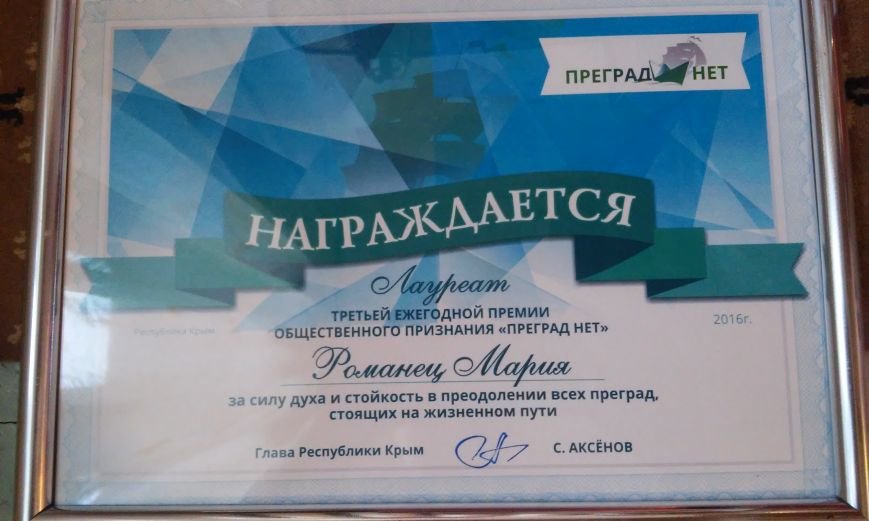 ПРЕГРАД НЕТ
НАГРАЖДАЕТСЯ
Лауреат
ТРЕТЬЕЙ ЕЖЕГОДНОЙ ПРЕМИИ
ОБЩЕСТВЕННОГО ПРИЗНАНИЯ «ПРЕГРАД НЕТ»
Республика Крым
2016г.
Романец Мария
за силу духа и стойкость в преодолении всех преград,
стоящих на жизненном пути
Глава Республики Крым С. АКСЁНОВ